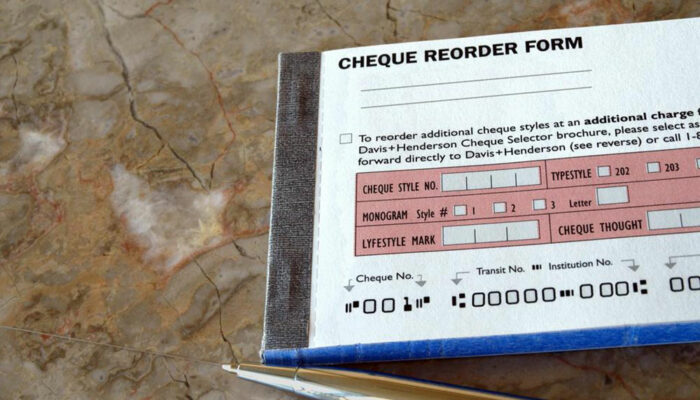 CHEQUE REORDER FORM
To reorder additional cheque styles at an additional charge
Davis+Henderson Cheque Selector brochure, please select as
forward directly to Davis+Henderson (see reverse) or call 1-8
CHEQUE STYLE NO. TYPESTYLE 202 203
MONOGRAM Style # 1 2 3 Letter
LYFESTYLE MARK CHEQUE THOUGHT
Cheque No. Transit No. ⑉ Institution No.
⑈001⑈ ⑆00000⑉000⑆ 00